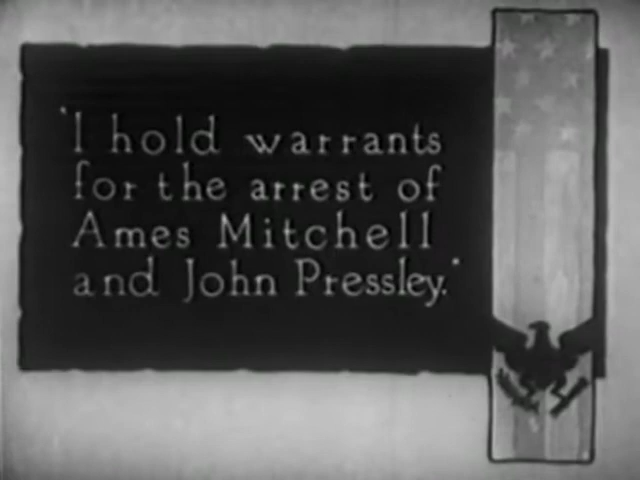 "I hold warrants
for the arrest of
Ames Mitchell
and John Pressley."